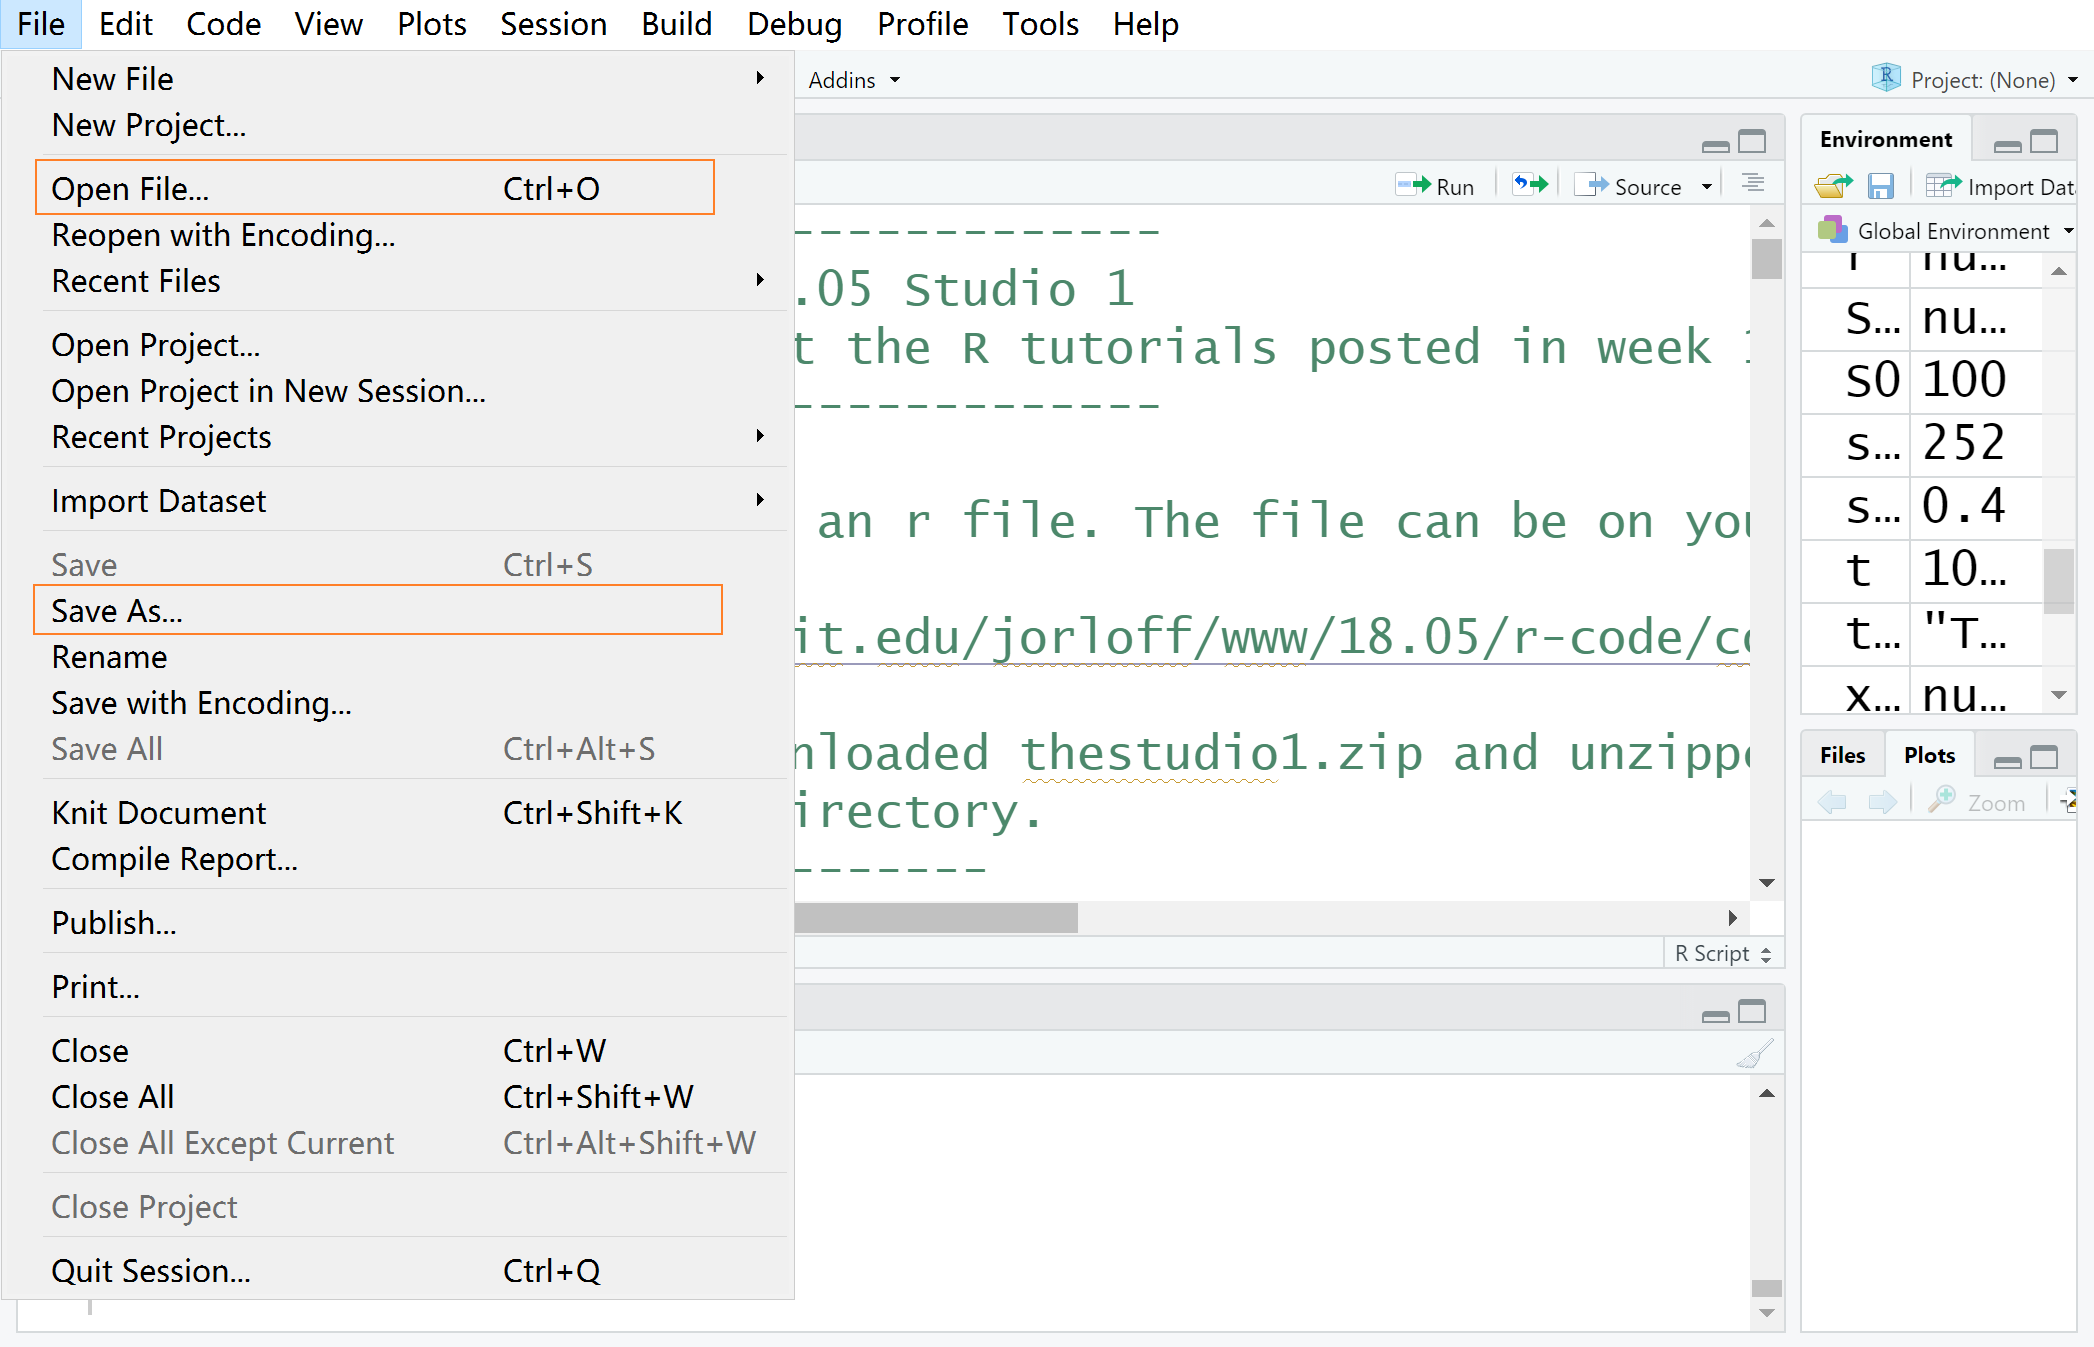 File Edit Code View Plots Session Build Debug Profile Tools Help
New File
New Project...
Open File... Ctrl+O
Reopen with Encoding...
Recent Files
Open Project...
Open Project in New Session...
Recent Projects
Import Dataset
Save Ctrl+S
Save As...
Rename
Save with Encoding...
Save All Ctrl+Alt+S
Knit Document Ctrl+Shift+K
Compile Report...
Publish...
Print...
Close Ctrl+W
Close All Ctrl+Shift+W
Close All Except Current Ctrl+Alt+Shift+W
Close Project
Quit Session... Ctrl+Q
Addins
Project: (None)
Run Source
-------------
.05 Studio 1
t the R tutorials posted in week
-------------
an r file. The file can be on
it.edu/jorloff/www/18.05/r-code/
nloaded thestudio1.zip and
irectory.
-------
R Script
Environment
Import
Global Environment
nu...
S... nu...
S0 100
s... 252
s... 0.4
t 10...
t... "T...
x... nu...
Files Plots
Zoom